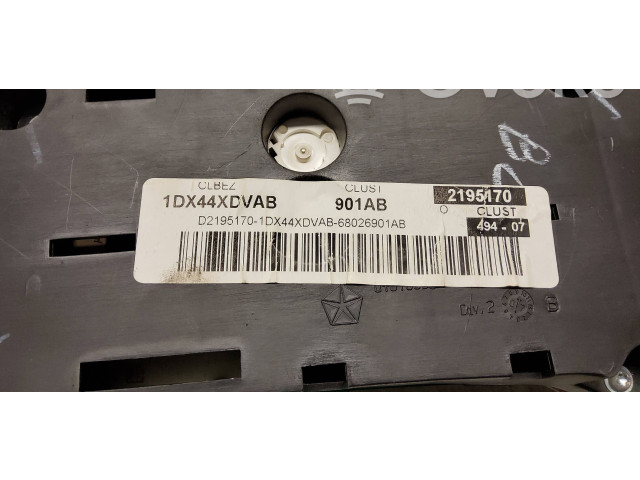 CLBEZ CLUST 2195170
1DX44XDVAB 901AB CLUST
D2195170-1DX44XDVAB-68026901AB 494-07
Cav.2 B